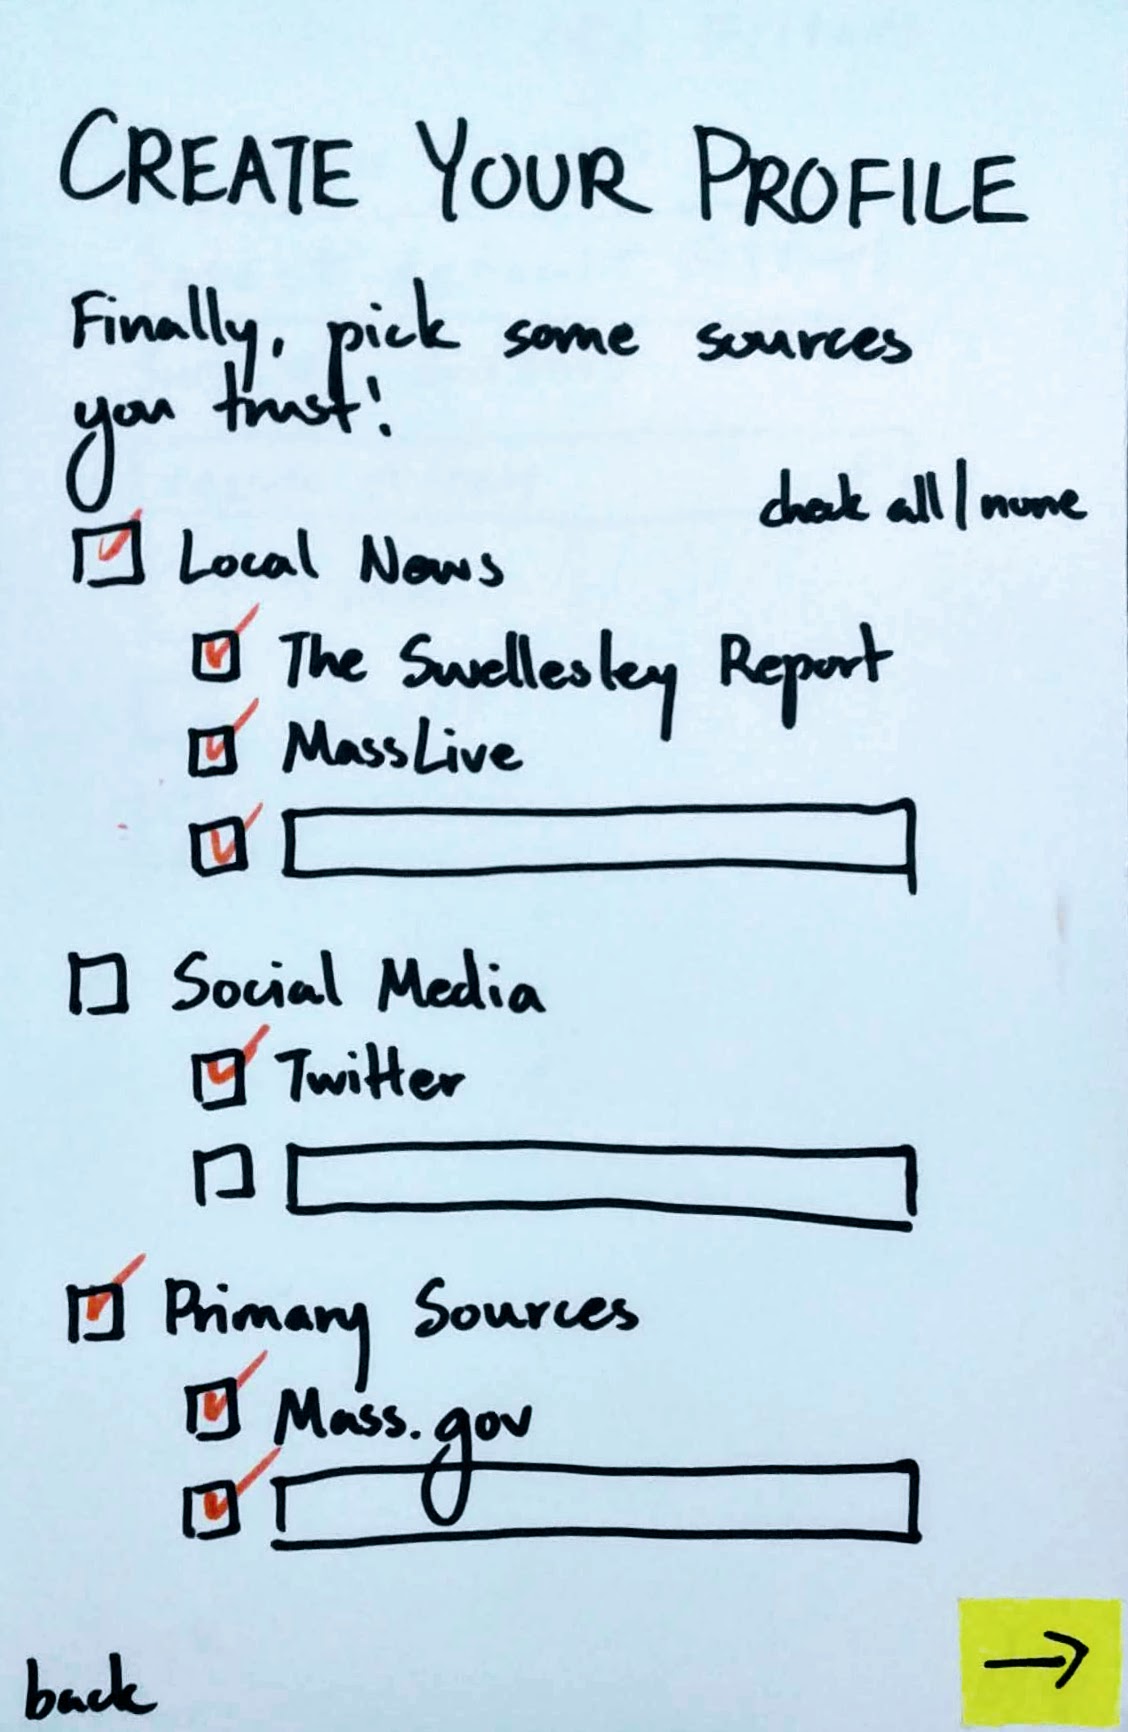 CREATE YOUR PROFILE
Finally, pick some sources
you trust!
check all/none
Local News
The Swellesley Report
MassLive
Social Media
Twitter
Primary Sources
Mass.gov
back